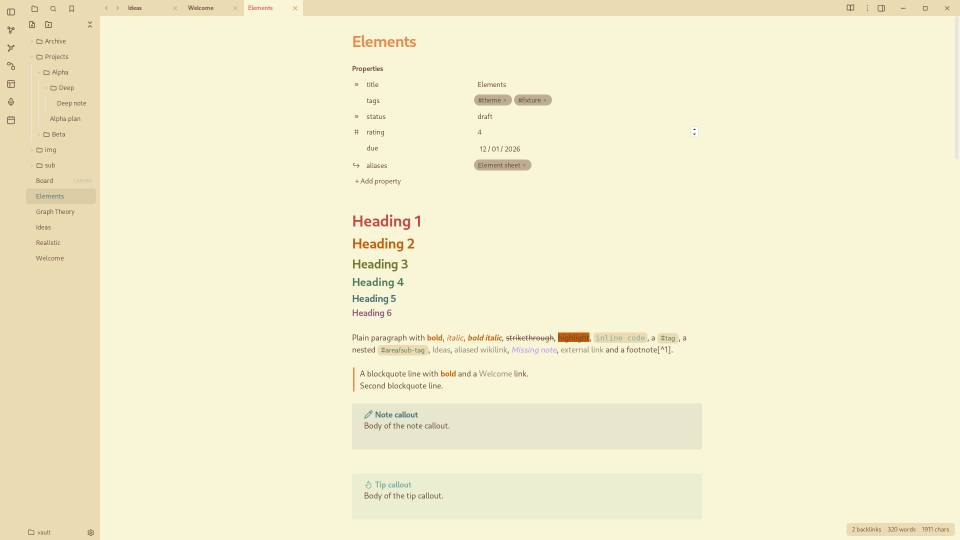 Ideas
Welcome
Elements
Archive
Projects
Alpha
Deep
Deep note
Alpha plan
Beta
img
sub
Board CANVAS
Elements
Graph Theory
Ideas
Realistic
Welcome
vault
Elements
Properties
title Elements
tags #theme × #fixture ×
status draft
rating 4
due 12/01/2026
aliases Element sheet ×
+ Add property
Heading 1
Heading 2
Heading 3
Heading 4
Heading 5
Heading 6
Plain paragraph with bold, italic, bold italic, strikethrough, highlight, inline code, a #tag, a
nested #area/sub-tag, Ideas, aliased wikilink, Missing note, external link and a footnote[^1].
A blockquote line with bold and a Welcome link.
Second blockquote line.
Note callout
Body of the note callout.
Tip callout
Body of the tip callout.
2 backlinks 320 words 1911 chars